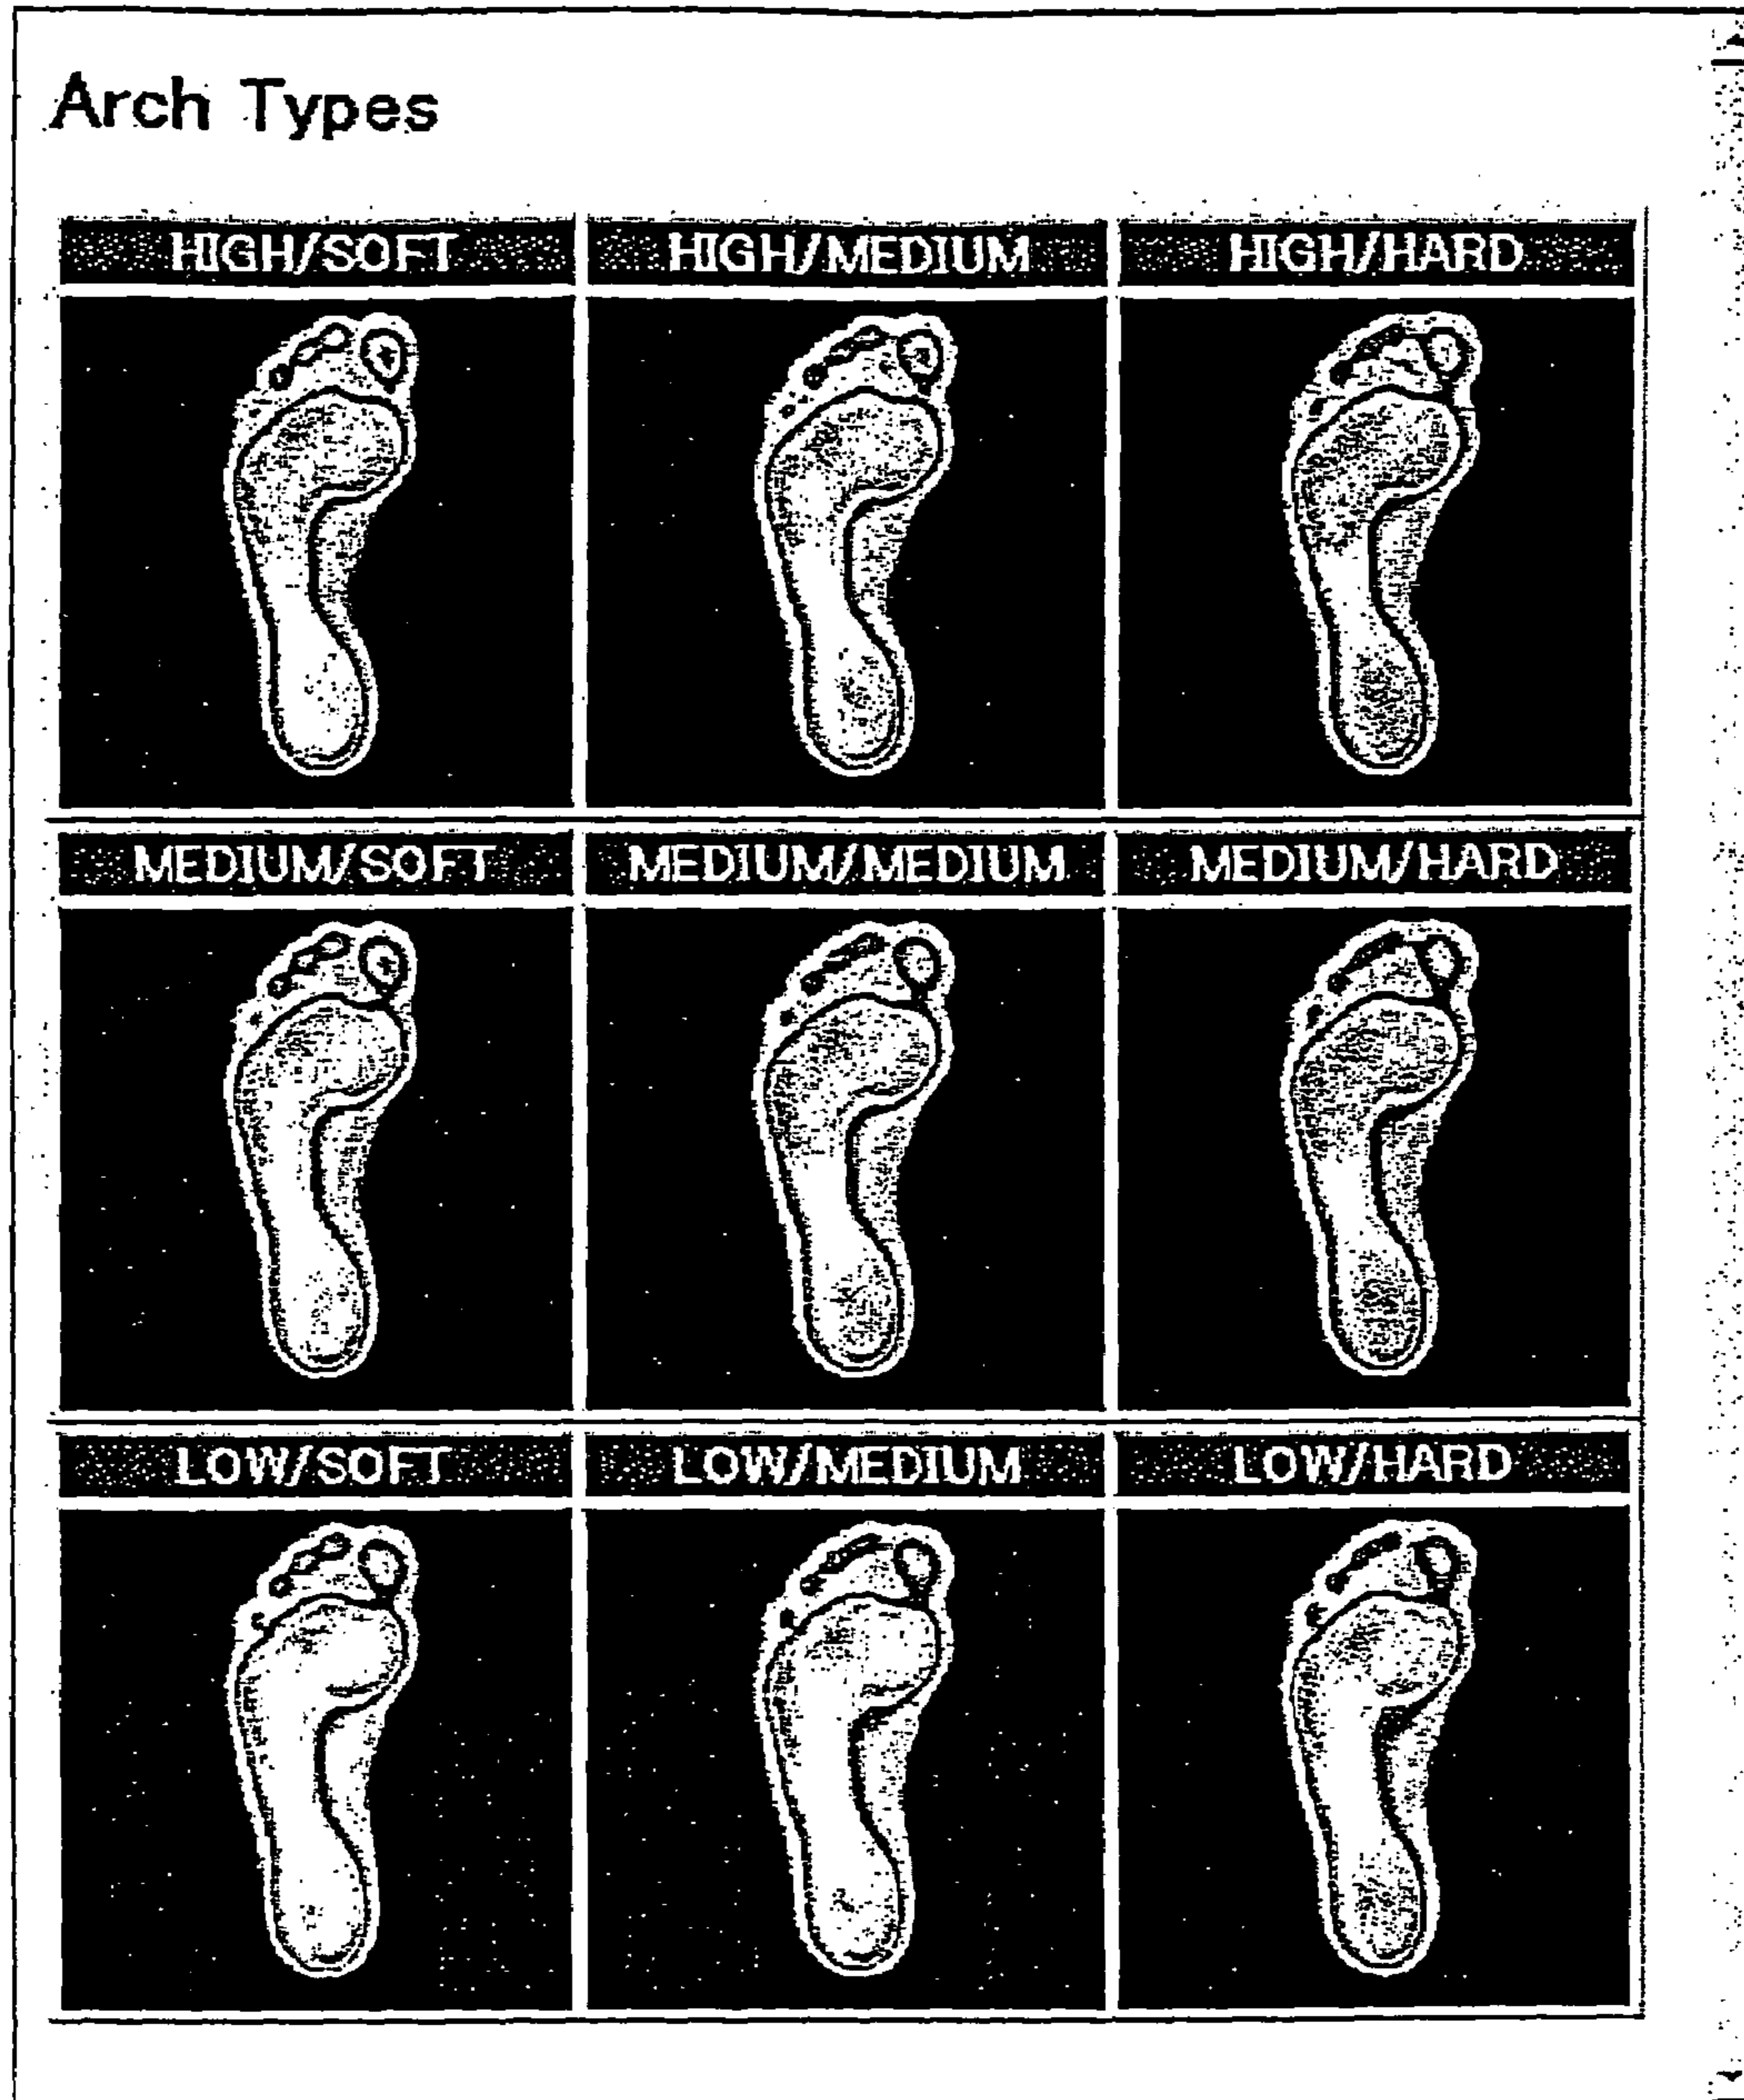 Arch Types
HIGH/SOFT HIGH/MEDIUM HIGH/HARD
MEDIUM/SOFT MEDIUM/MEDIUM MEDIUM/HARD
LOW/SOFT LOW/MEDIUM LOW/HARD